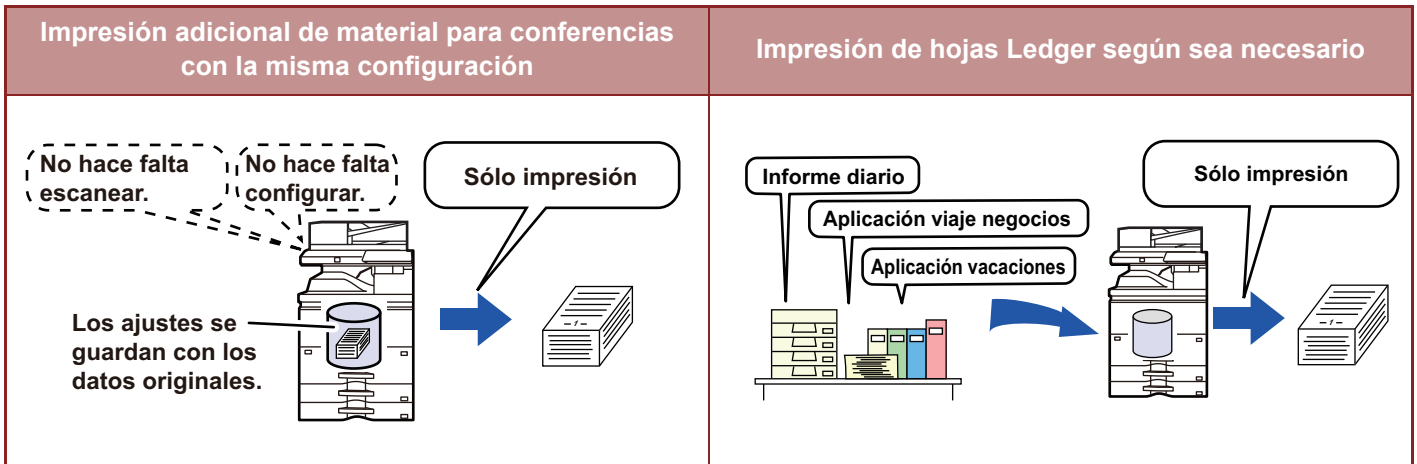 Impresión adicional de material para conferencias
con la misma configuración
Impresión de hojas Ledger según sea necesario
No hace falta
escanear.
No hace falta
configurar.
Sólo impresión
Los ajustes se
guardan con los
datos originales.
-1-
Informe diario
Aplicación viaje negocios
Aplicación vacaciones
Sólo impresión
-1-